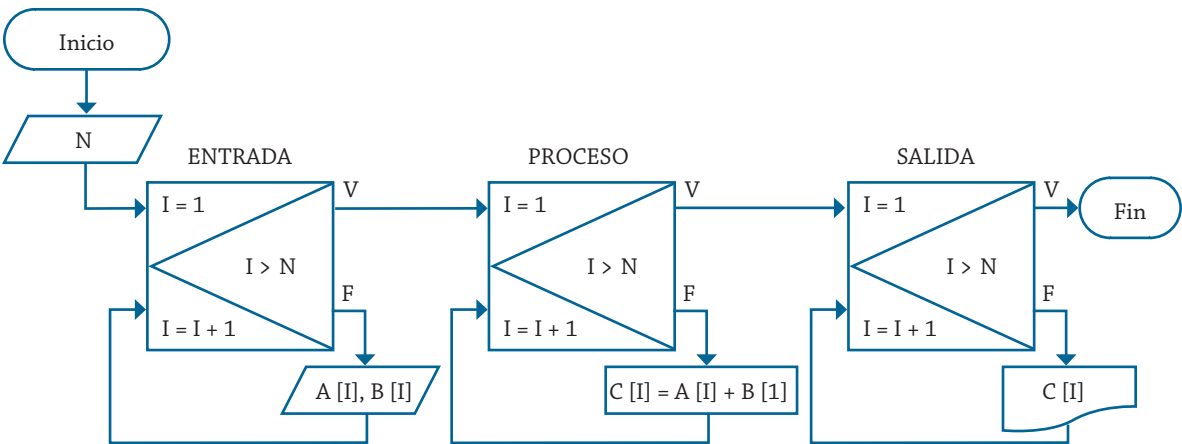 Inicio
N
ENTRADA
I = 1
V
I > N
F
I = I + 1
A [I], B [I]
PROCESO
I = 1
V
I > N
F
I = I + 1
C [I] = A [I] + B [1]
SALIDA
I = 1
V
I > N
F
I = I + 1
C [I]
Fin